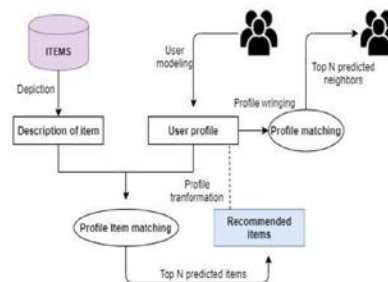 ITEMS
User
modeling
Top N predicted
neighbors
Depiction
Profile wringing
Description of item
User profile
Profile matching
Profile
tranformation
Profile Item matching
Recommended
items
Top N predicted items